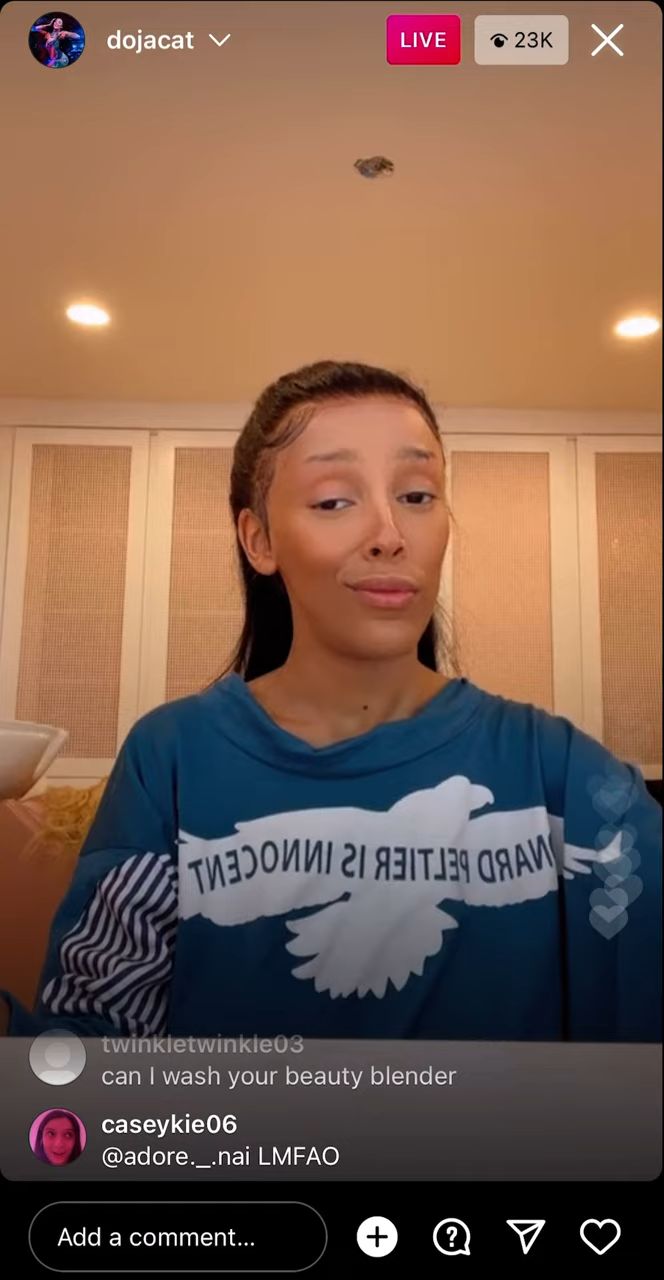 dojacat
LIVE
23K
NARD PELTIER IS INNOCENT
twinkletwinkle03
can I wash your beauty blender
caseykie06
@adore._.nai LMFAO
Add a comment...